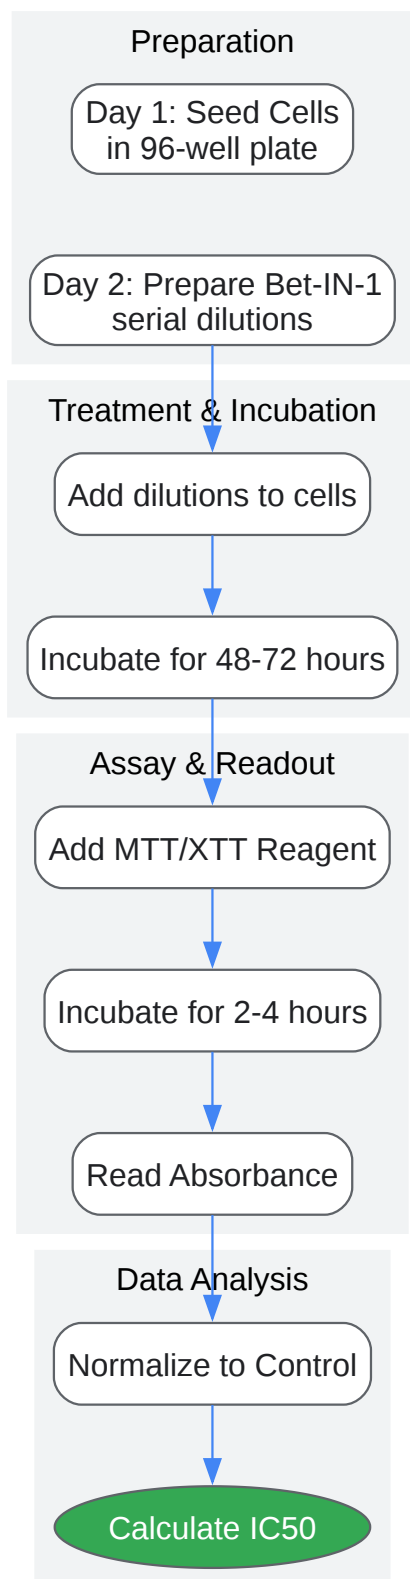 Preparation
Day 1: Seed Cells
in 96-well plate
Day 2: Prepare Bet-IN-1
serial dilutions
Treatment & Incubation
Add dilutions to cells
Incubate for 48-72 hours
Assay & Readout
Add MTT/XTT Reagent
Incubate for 2-4 hours
Read Absorbance
Data Analysis
Normalize to Control
Calculate IC50